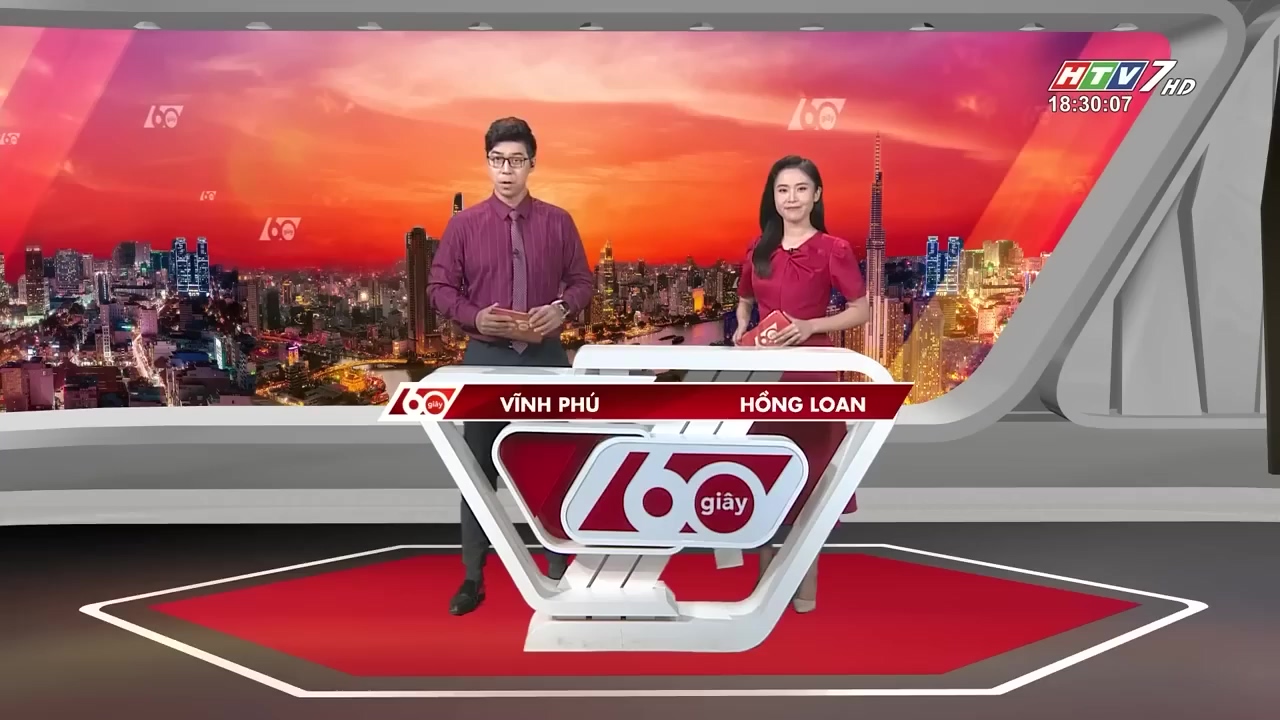 HTV7 HD
18:30:07
60 giây
VĨNH PHÚ
HỒNG LOAN
60 giây